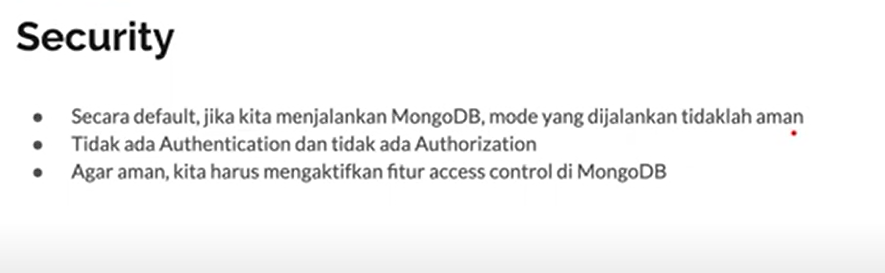 Security
● Secara default, jika kita menjalankan MongoDB, mode yang dijalankan tidaklah aman
● Tidak ada Authentication dan tidak ada Authorization
● Agar aman, kita harus mengaktifkan fitur access control di MongoDB